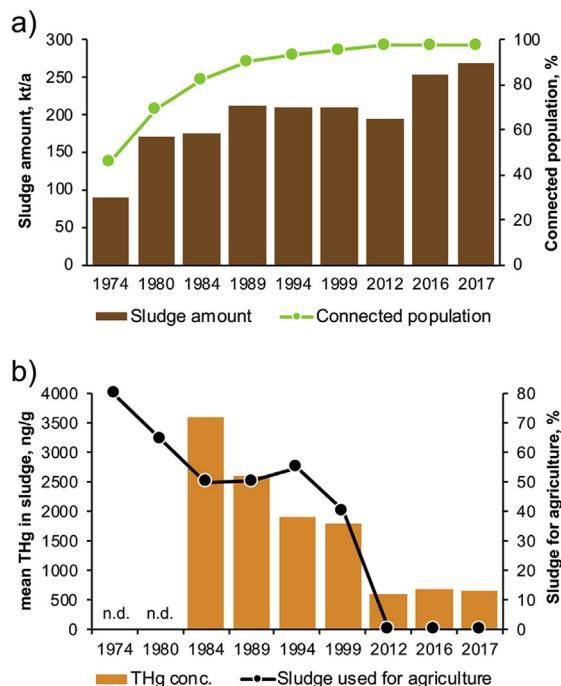 a)
Sludge amount, kt/a
300
250
200
150
100
50
0
100
80
60
40
20
0
Connected population, %
1974 1980 1984 1989 1994 1999 2012 2016 2017
Sludge amount Connected population
b)
mean THg in sludge, ng/g
4000
3500
3000
2500
2000
1500
1000
500
0
n.d. n.d.
80
70
60
50
40
30
20
10
0
Sludge for agriculture, %
1974 1980 1984 1989 1994 1999 2012 2016 2017
THg conc. Sludge used for agriculture